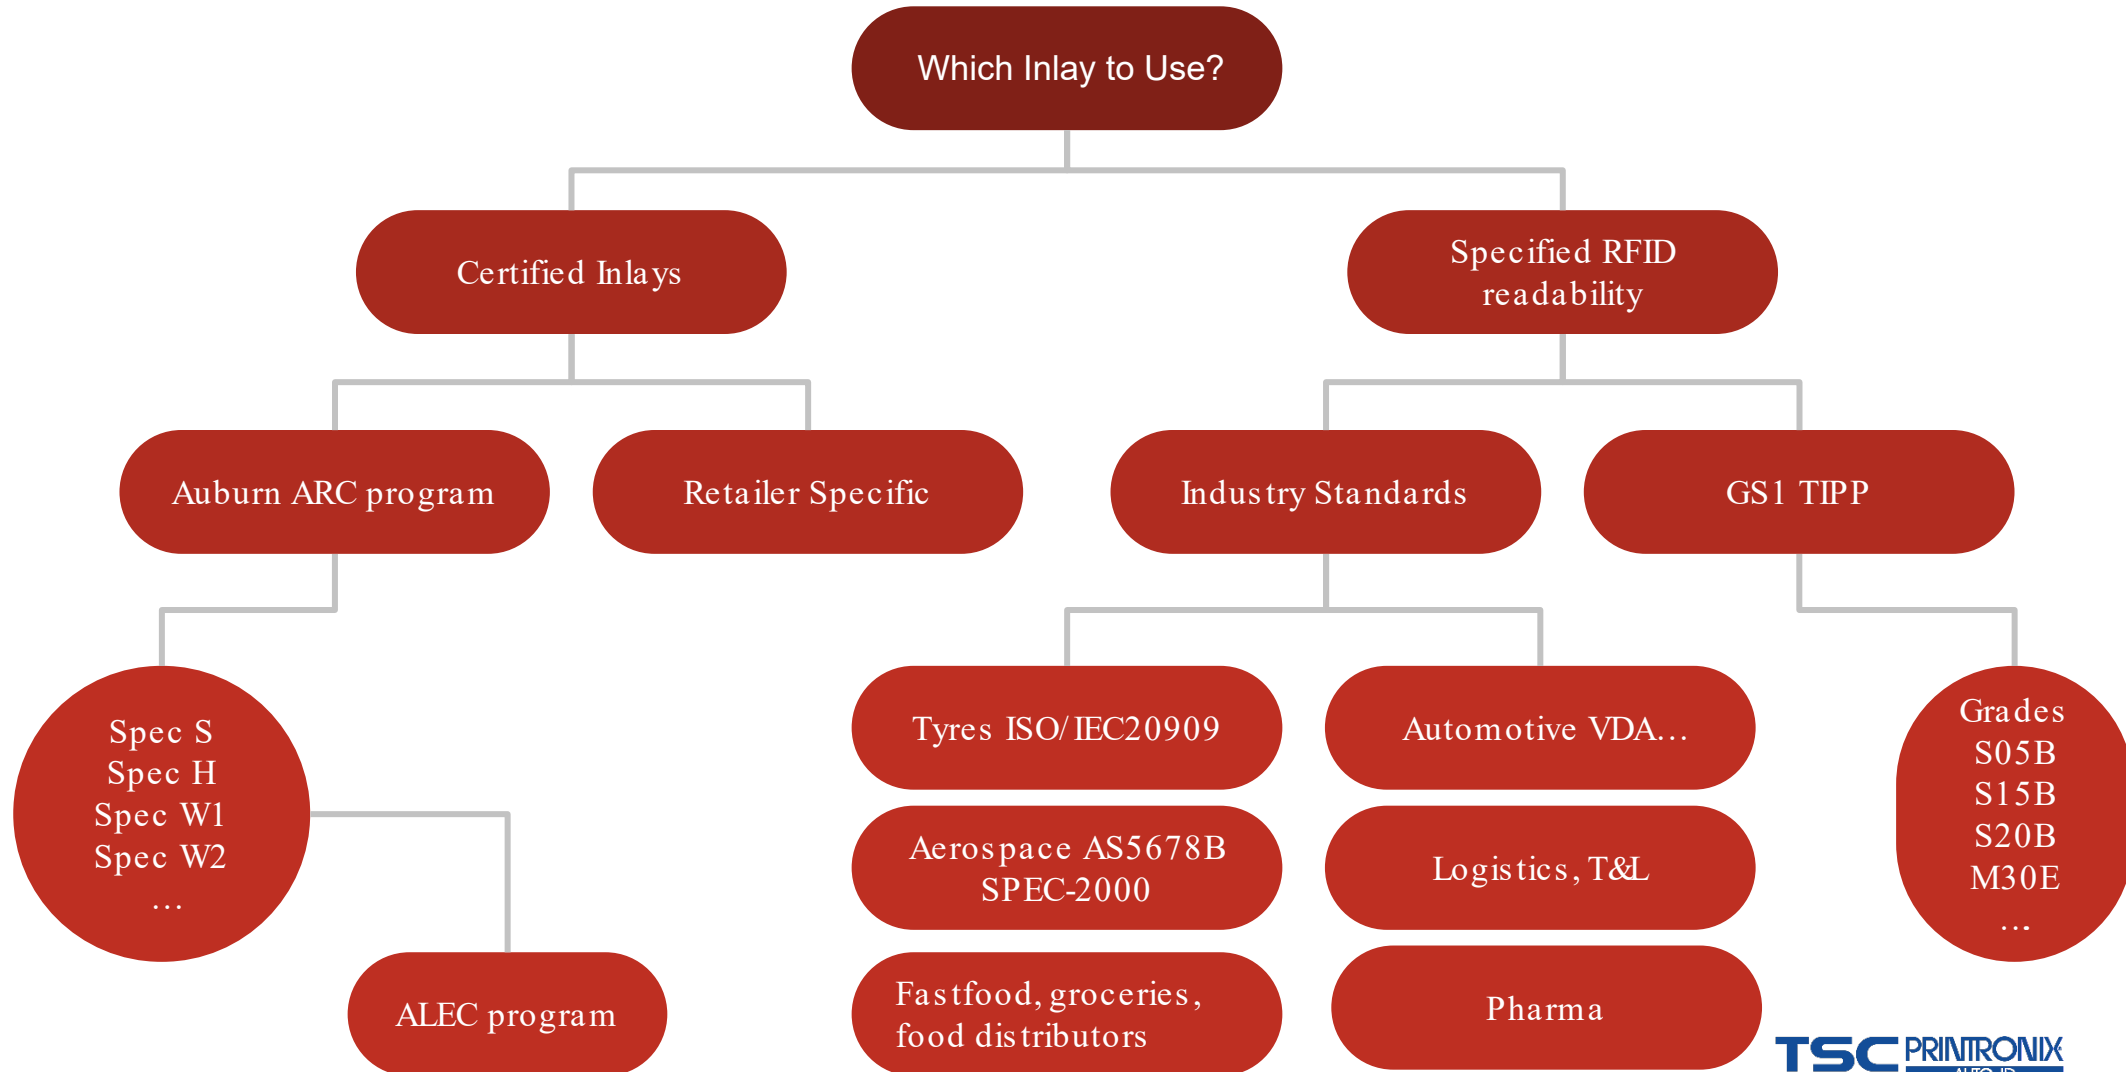 Which Inlay to Use?
Certified Inlays
Specified RFID
readability
Auburn ARC program
Retailer Specific
Industry Standards
GS1 TIPP
Spec S
Spec H
Spec W1
Spec W2
...
ALEC program
Tyres ISO/IEC20909
Automotive VDA...
Aerospace AS5678B
SPEC-2000
Logistics, T&L
Fastfood, groceries,
food distributors
Pharma
Grades
S05B
S15B
S20B
M30E
...
TSC PRINTRONIX
AUTO ID